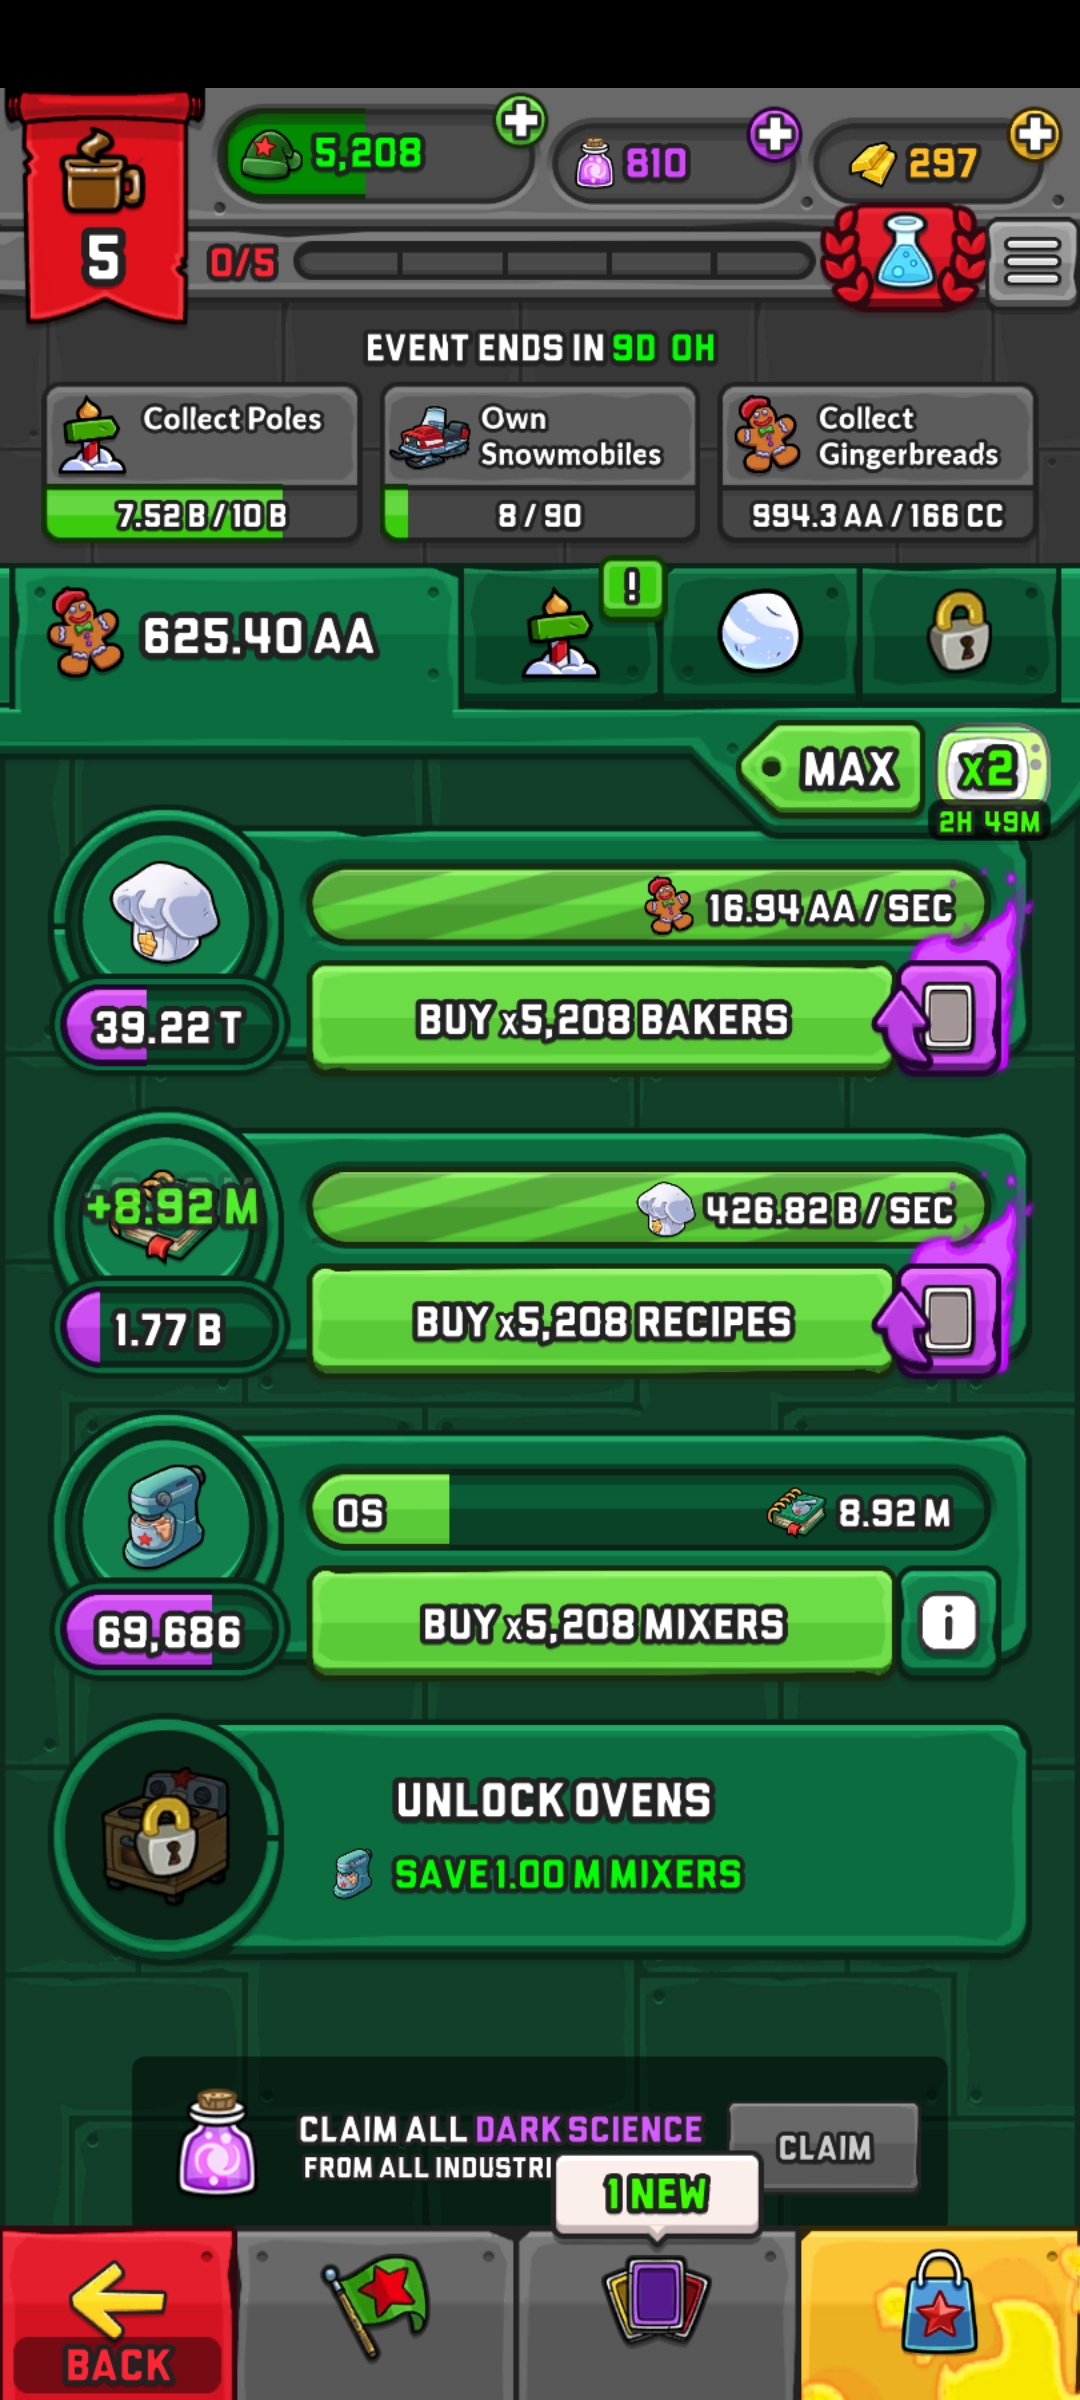 5,208
810
297
5
0/5
EVENT ENDS IN 9D 0H
Collect Poles
7.52 B / 10 B
Own
Snowmobiles
8 / 90
Collect
Gingerbreads
994.3 AA / 166 CC
625.40 AA
!
MAX
x2
2H 49M
16.94 AA / SEC
39.22 T
BUY x5,208 BAKERS
+8.92 M
426.82 B / SEC
1.77 B
BUY x5,208 RECIPES
0S
8.92 M
69,686
BUY x5,208 MIXERS
i
UNLOCK OVENS
SAVE 1.00 M MIXERS
CLAIM ALL DARK SCIENCE
FROM ALL INDUSTRI
CLAIM
1 NEW
BACK